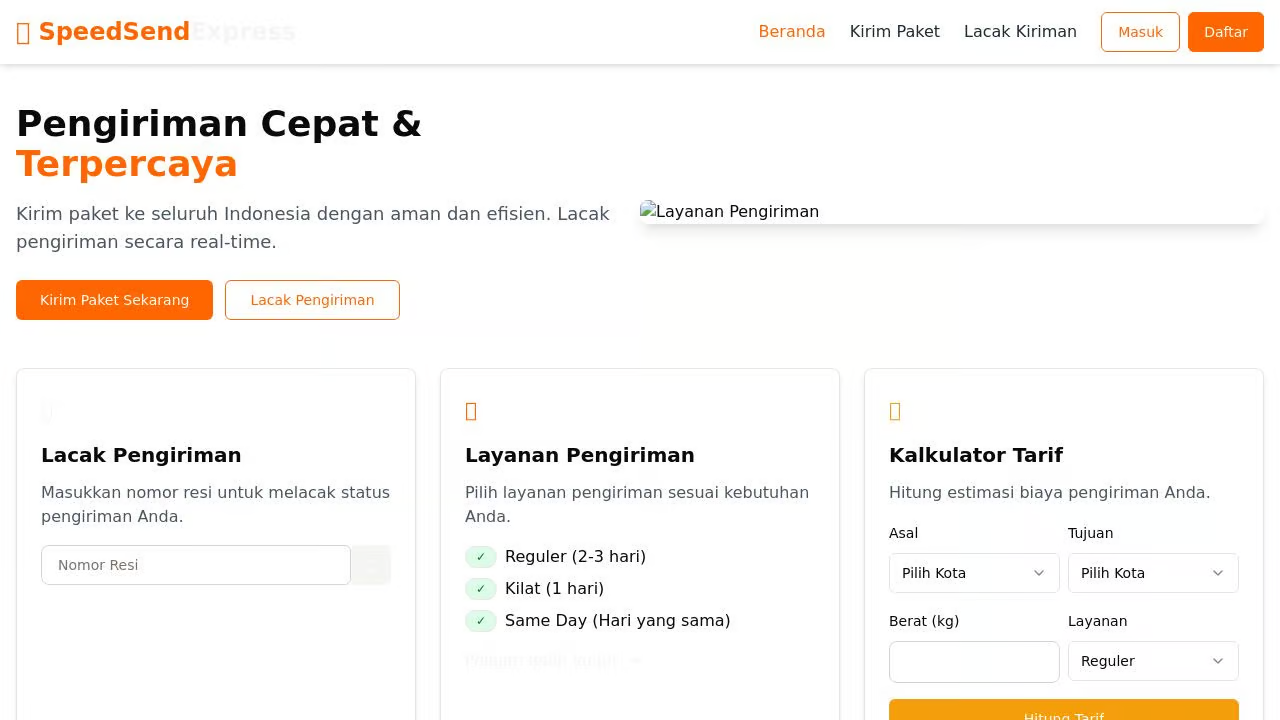 SpeedSendExpress
Beranda
Kirim Paket
Lacak Kiriman
Masuk
Daftar
Pengiriman Cepat &
Terpercaya
Kirim paket ke seluruh Indonesia dengan aman dan efisien. Lacak
pengiriman secara real-time.
Layanan Pengiriman
Kirim Paket Sekarang
Lacak Pengiriman
Lacak Pengiriman
Masukkan nomor resi untuk melacak status
pengiriman Anda.
Nomor Resi
Layanan Pengiriman
Pilih layanan pengiriman sesuai kebutuhan
Anda.
✓ Reguler (2-3 hari)
✓ Kilat (1 hari)
✓ Same Day (Hari yang sama)
Kalkulator Tarif
Hitung estimasi biaya pengiriman Anda.
Asal
Tujuan
Pilih Kota
Pilih Kota
Berat (kg)
Layanan
Reguler
Hitung Tarif